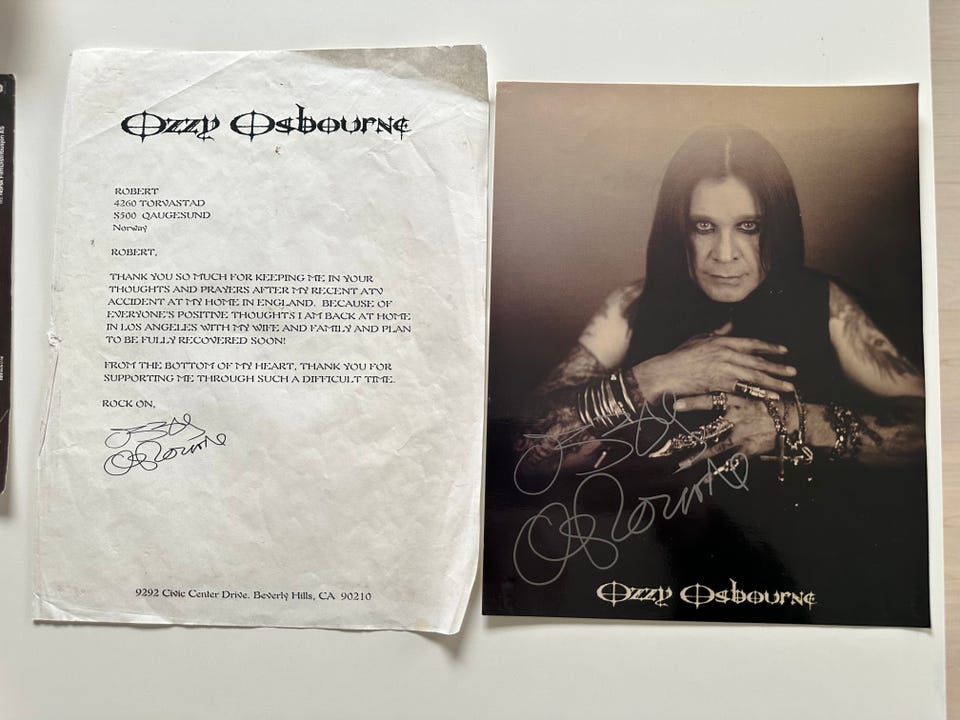 Ozzy Osbourne
ROBERT
4260 TORVASTAD
S500 QAUGESUND
Norway
ROBERT,
THANK YOU SO MUCH FOR KEEPING ME IN YOUR
THOUGHTS AND PRAYERS AFTER MY RECENT ATV
ACCIDENT AT MY HOME IN ENGLAND. BECAUSE OF
EVERYONE'S POSITIVE THOUGHTS I AM BACK AT HOME
IN LOS ANGELES WITH MY WIFE AND FAMILY AND PLAN
TO BE FULLY RECOVERED SOON!
FROM THE BOTTOM OF MY HEART, THANK YOU FOR
SUPPORTING ME THROUGH SUCH A DIFFICULT TIME.
ROCK ON,
Ozzy
Osbourne
9292 Civic Center Drive. Beverly Hills, CA 90210
Ozzy
Osbourne
Ozzy Osbourne